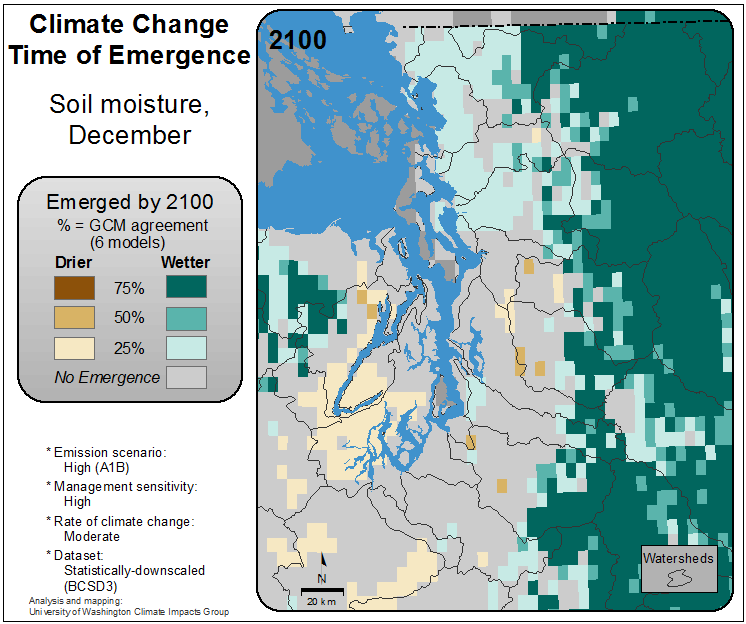 Climate Change
Time of Emergence
Soil moisture,
December
Emerged by 2100
% = GCM agreement
(6 models)
Drier Wetter
75%
50%
25%
No Emergence
* Emission scenario:
High (A1B)
* Management sensitivity:
High
* Rate of climate change:
Moderate
* Dataset:
Statistically-downscaled
(BCSD3)
Analysis and mapping:
University of Washington Climate Impacts Group
2100
N
20 km
Watersheds